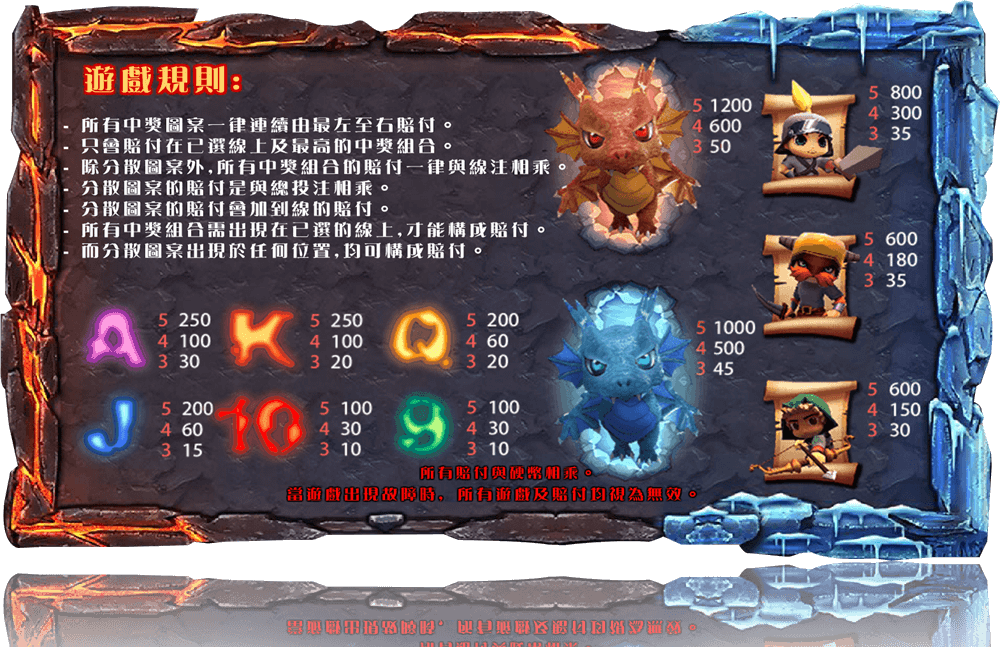 遊戲規則:
- 所有中獎圖案一律連續由最左至右賠付。
- 只會賠付在已選線上及最高的中獎組合。
- 除分散圖案外,所有中獎組合的賠付一律與線注相乘。
- 分散圖案的賠付是與總投注相乘。
- 分散圖案的賠付會加到線的賠付。
- 所有中獎組合需出現在已選的線上,才能構成賠付。
- 而分散圖案出現於任何位置,均可構成賠付。
5 1200
4 600
3 50
5 800
4 300
3 35
5 600
4 180
3 35
A
5 250
4 100
3 30
K
5 250
4 100
3 20
Q
5 200
4 60
3 20
5 1000
4 500
3 45
J
5 200
4 60
3 15
10
5 100
4 30
3 10
9
5 100
4 30
3 10
5 600
4 150
3 30
所有賠付與硬幣相乘。
當遊戲出現故障時, 所有遊戲及賠付均視為無效。